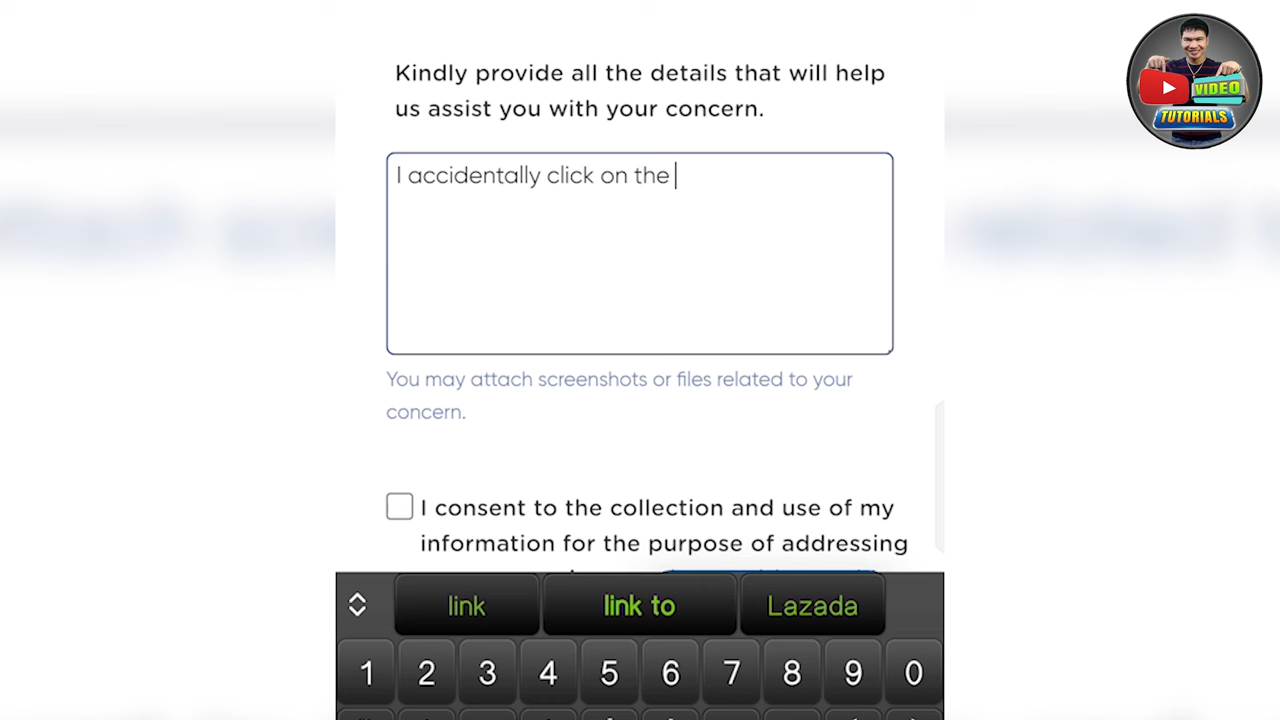 Kindly provide all the details that will help
us assist you with your concern.
I accidentally click on the
You may attach screenshots or files related to your
concern.
I consent to the collection and use of my
information for the purpose of addressing
link
link to
Lazada
1 2 3 4 5 6 7 8 9 0
VIDEO
TUTORIALS